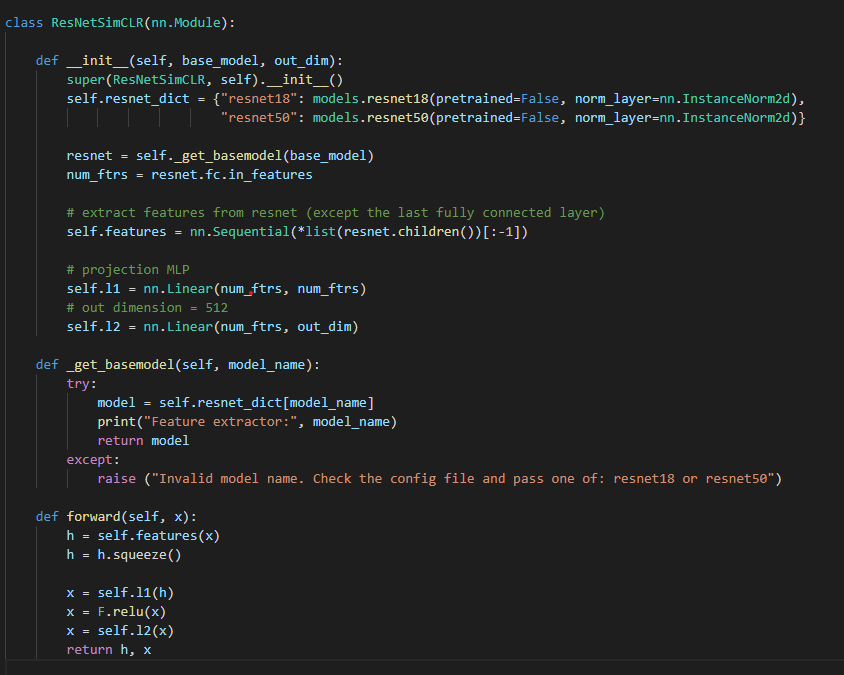 class ResNetSimCLR(nn.Module):
def __init__(self, base_model, out_dim):
super(ResNetSimCLR, self).__init__()
self.resnet_dict = {"resnet18": models.resnet18(pretrained=False, norm_layer=nn.InstanceNorm2d),
"resnet50": models.resnet50(pretrained=False, norm_layer=nn.InstanceNorm2d)}
resnet = self._get_basemodel(base_model)
num_ftrs = resnet.fc.in_features
# extract features from resnet (except the last fully connected layer)
self.features = nn.Sequential(*list(resnet.children())[:-1])
# projection MLP
self.l1 = nn.Linear(num_ftrs, num_ftrs)
# out dimension = 512
self.l2 = nn.Linear(num_ftrs, out_dim)
def _get_basemodel(self, model_name):
try:
model = self.resnet_dict[model_name]
print("Feature extractor:", model_name)
return model
except:
raise ("Invalid model name. Check the config file and pass one of: resnet18 or resnet50")
def forward(self, x):
h = self.features(x)
h = h.squeeze()
x = self.l1(h)
x = F.relu(x)
x = self.l2(x)
return h, x